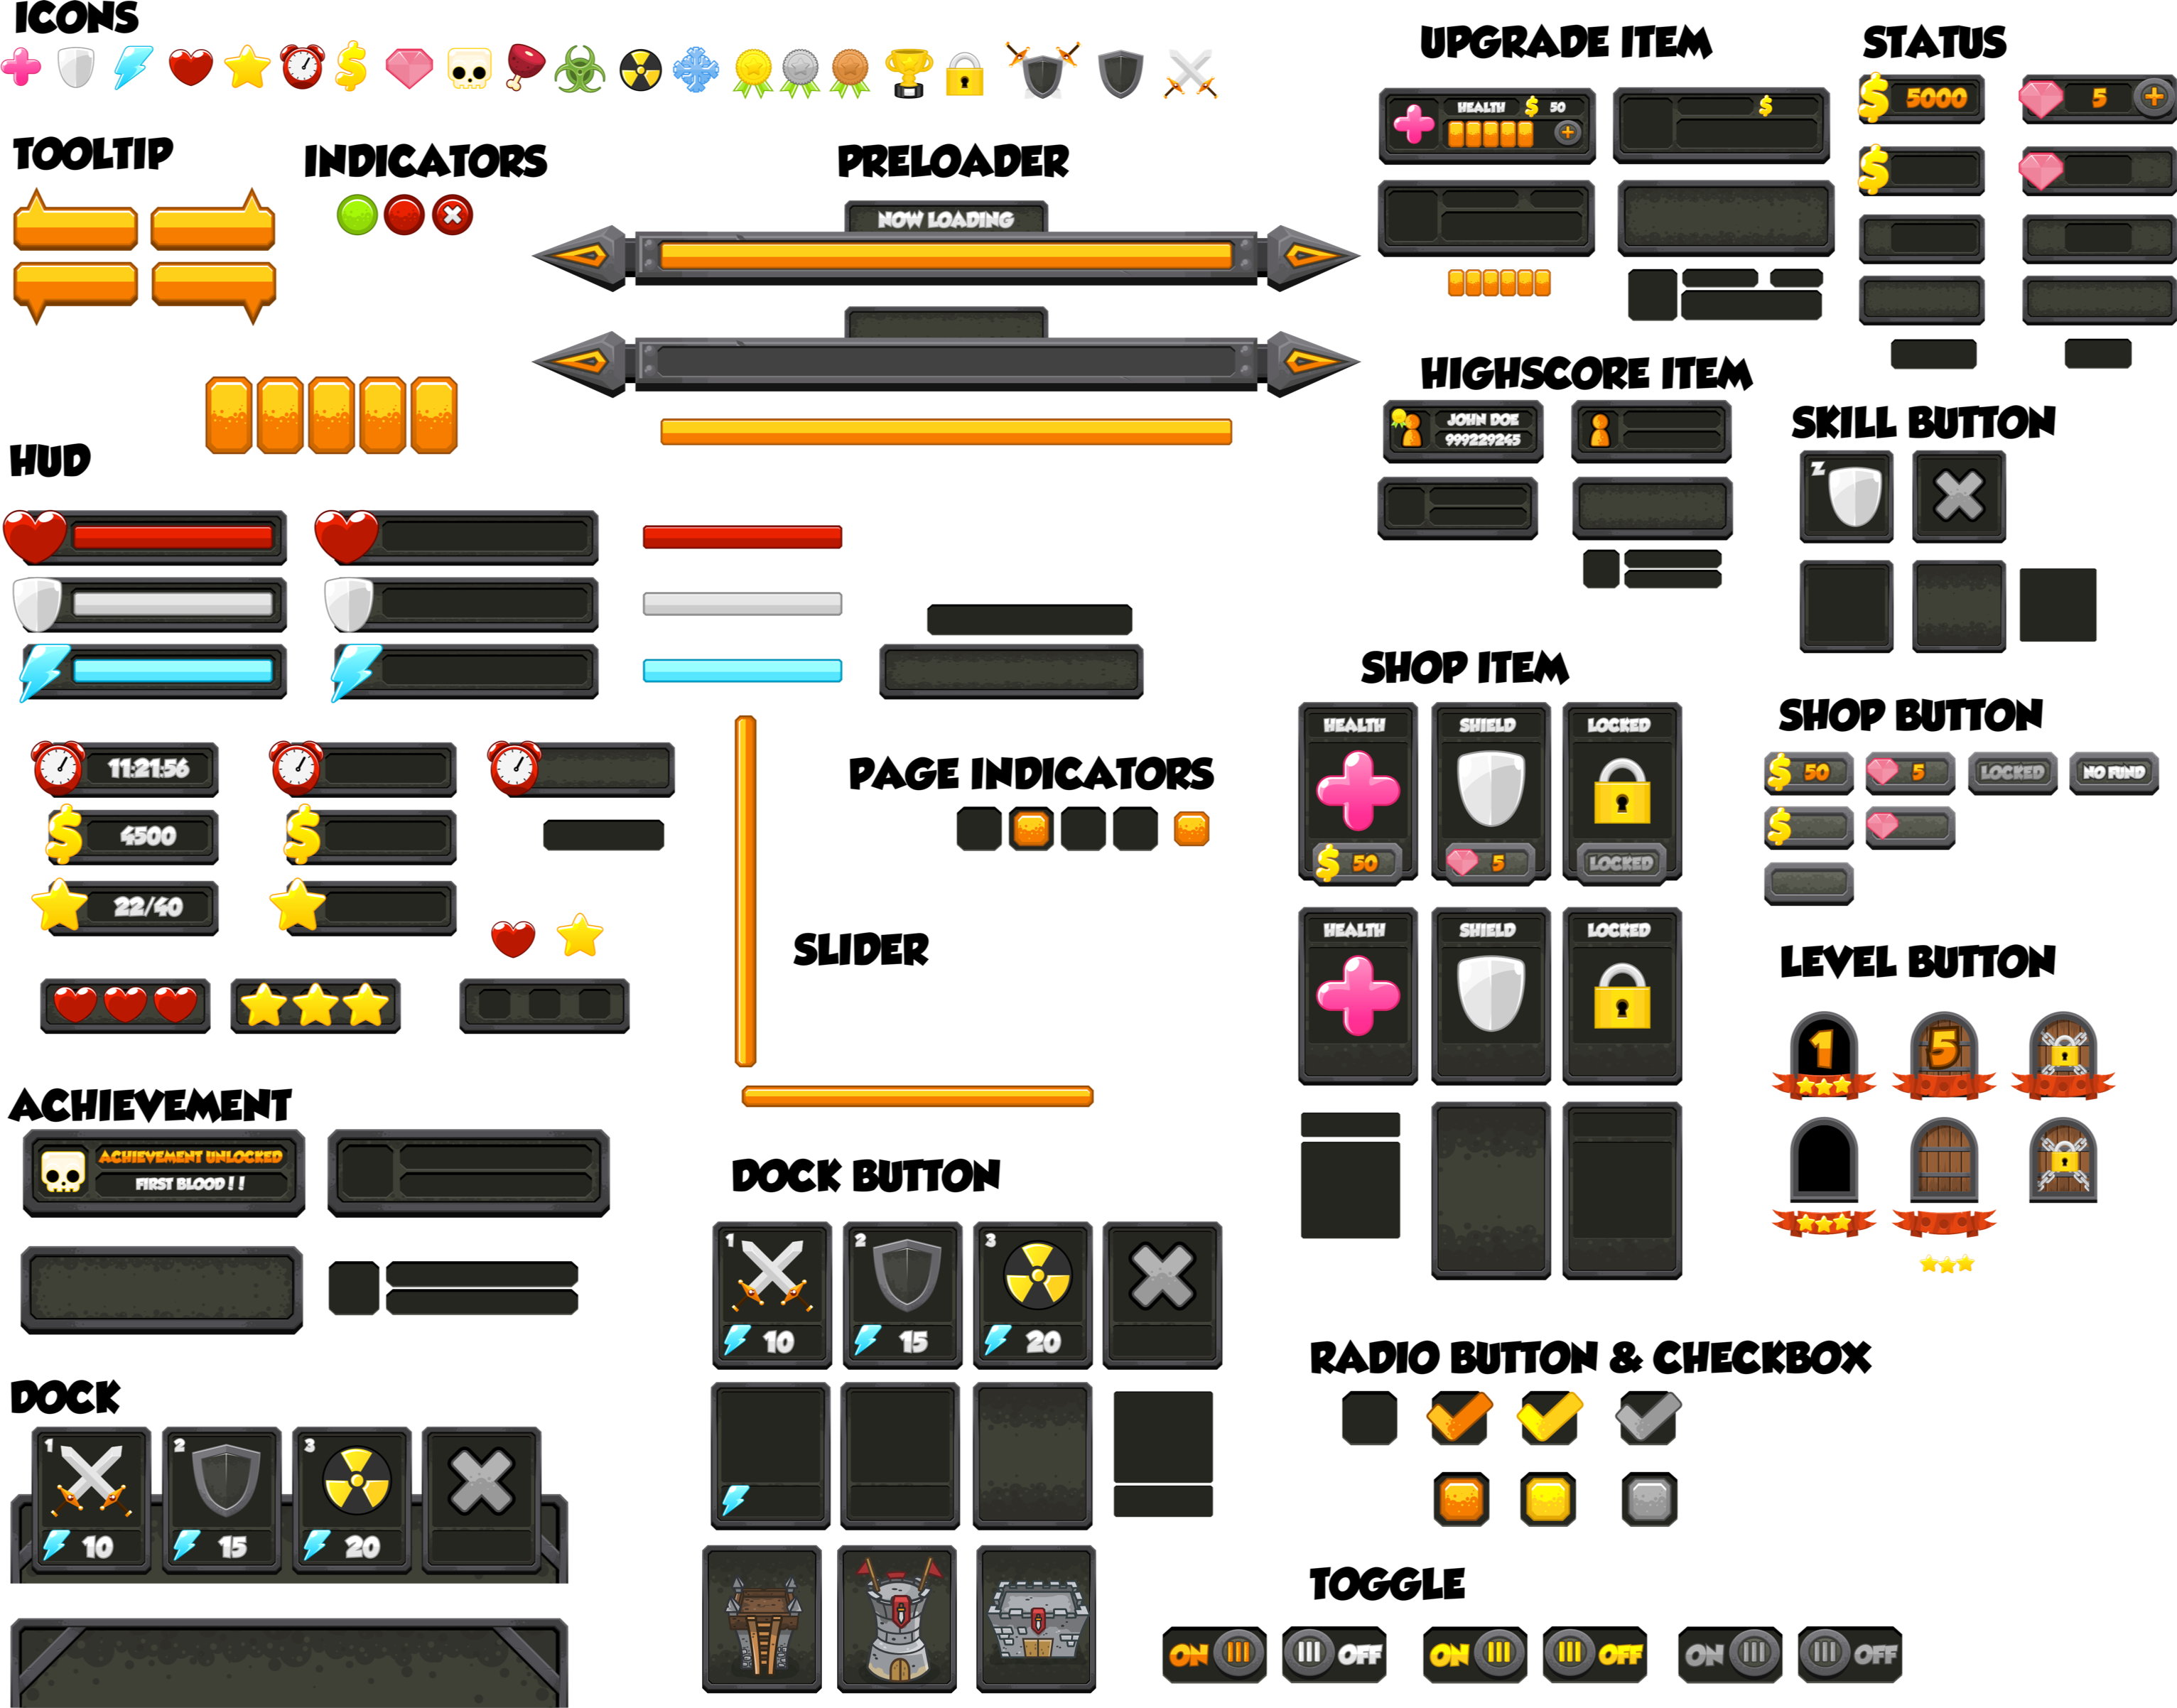 ICONS
TOOLTIP
INDICATORS
PRELOADER
NOW LOADING
UPGRADE ITEM
HEALTH $ 50
STATUS
$ 5000
5
$
$
HIGHSCORE ITEM
JOHN DOE
999229245
SKILL BUTTON
Z
HUD
11:21:56
$ 4500
$
22/40
PAGE INDICATORS
SLIDER
SHOP ITEM
HEALTH
SHIELD
LOCKED
$ 50
5
LOCKED
HEALTH
SHIELD
LOCKED
SHOP BUTTON
$ 50
5
LOCKED
NO FUND
$
LEVEL BUTTON
1
5
ACHIEVEMENT
ACHIEVEMENT UNLOCKED
FIRST BLOOD!!
DOCK BUTTON
1
2
3
10
15
20
DOCK
1
2
3
10
15
20
RADIO BUTTON & CHECKBOX
TOGGLE
ON
OFF
ON
OFF
ON
OFF